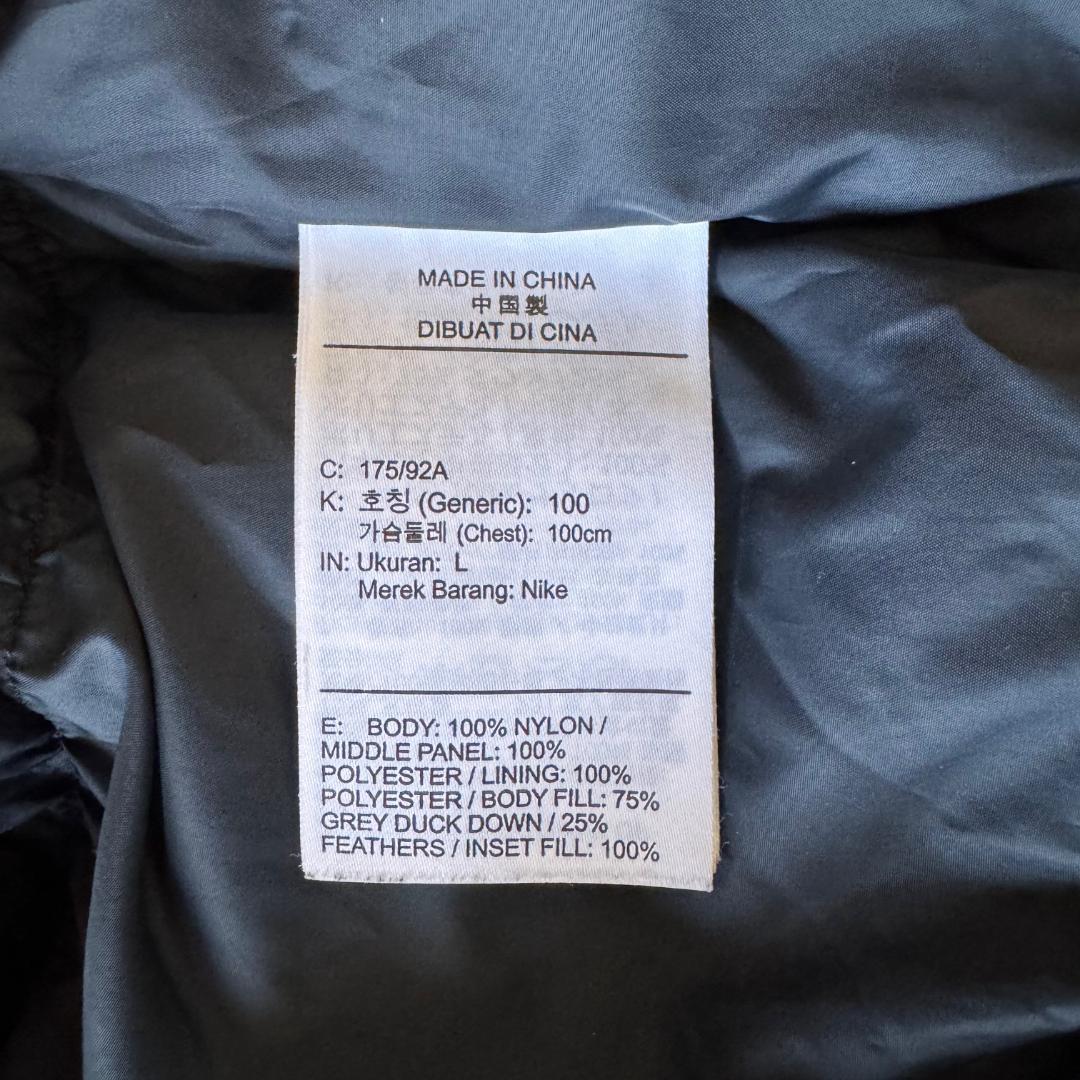 MADE IN CHINA
中国製
DIBUAT DI CINA
C: 175/92A
K: 호칭 (Generic): 100
가슴둘레 (Chest): 100cm
IN: Ukuran: L
Merek Barang: Nike
E: BODY: 100% NYLON /
MIDDLE PANEL: 100%
POLYESTER / LINING: 100%
POLYESTER / BODY FILL: 75%
GREY DUCK DOWN / 25%
FEATHERS / INSET FILL: 100%